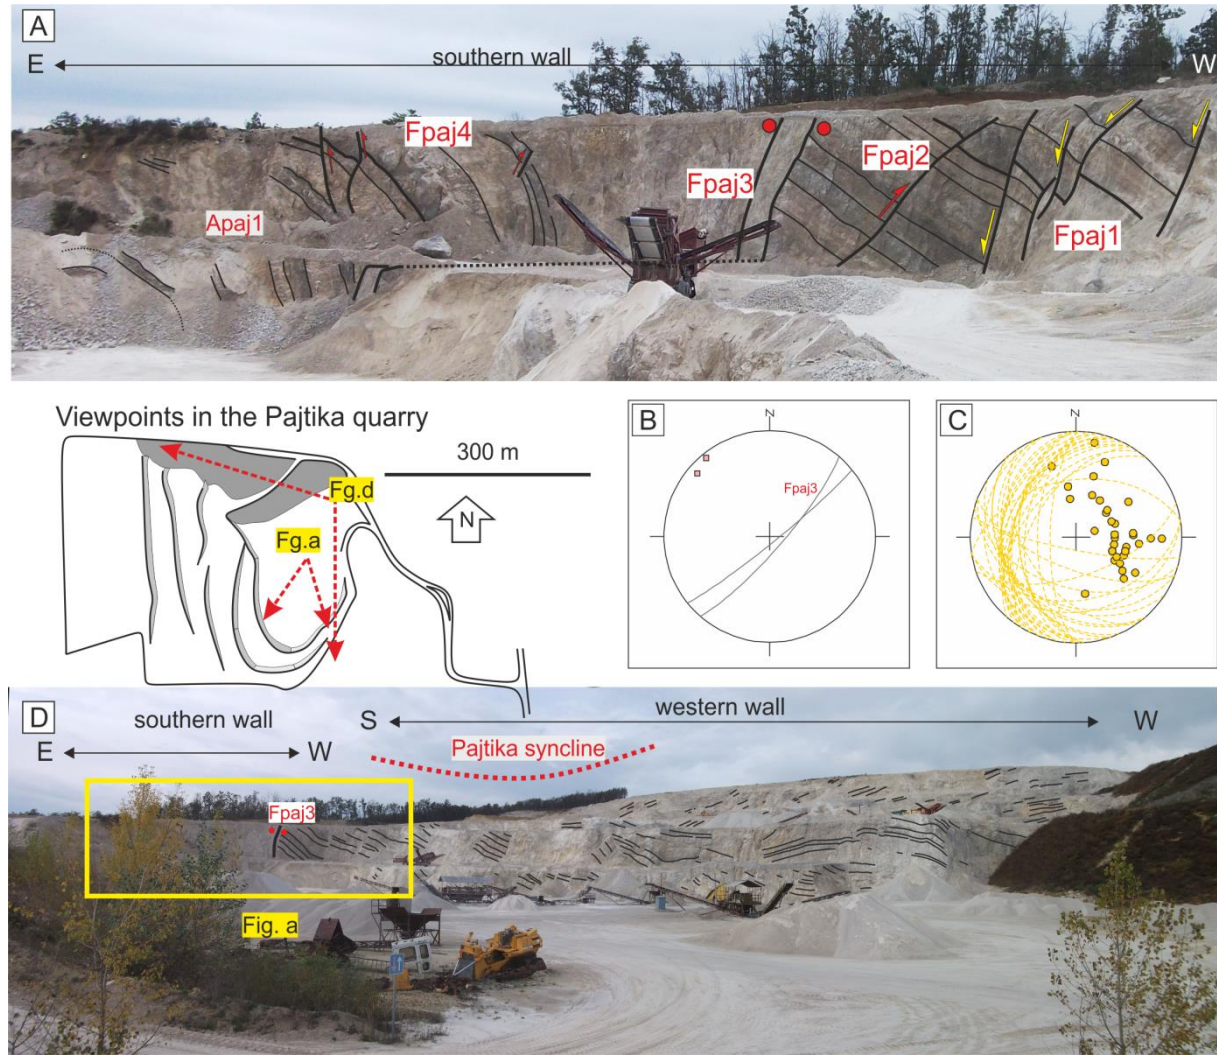 A
E
southern wall
W
Fpaj4
Fpaj2
Fpaj3
Apaj1
Fpaj1
Viewpoints in the Pajtika quarry
300 m
Fg.d
N
Fg.a
B
N
Fpaj3
C
N
D
southern wall
S
western wall
W
E
W
Pajtika syncline
Fpaj3
Fig. a